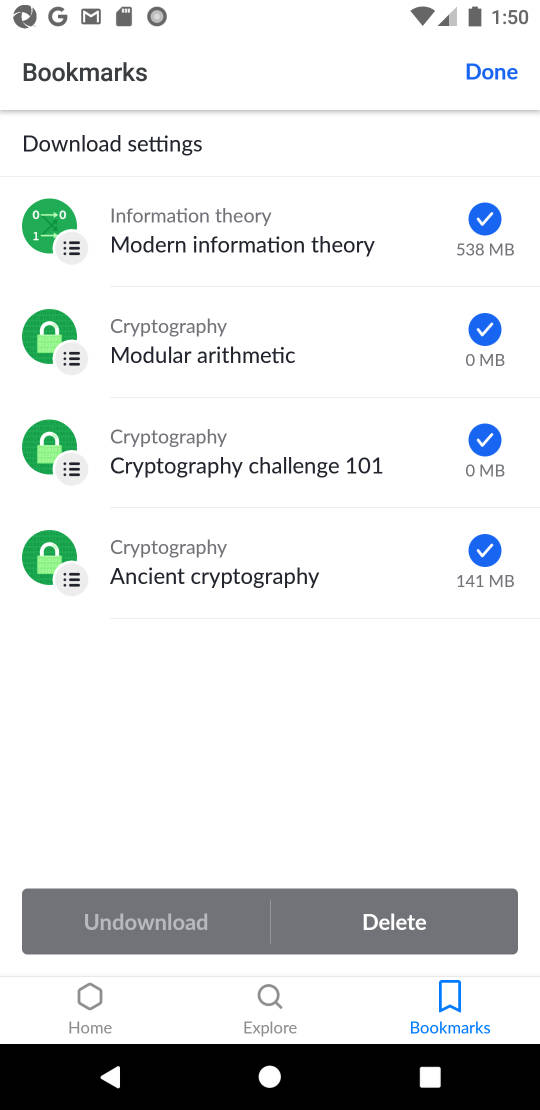 1:50
Bookmarks
Done
Download settings
0→0
1→
Information theory
Modern information theory
538 MB
Cryptography
Modular arithmetic
0 MB
Cryptography
Cryptography challenge 101
0 MB
Cryptography
Ancient cryptography
141 MB
Undownload
Delete
Home
Explore
Bookmarks